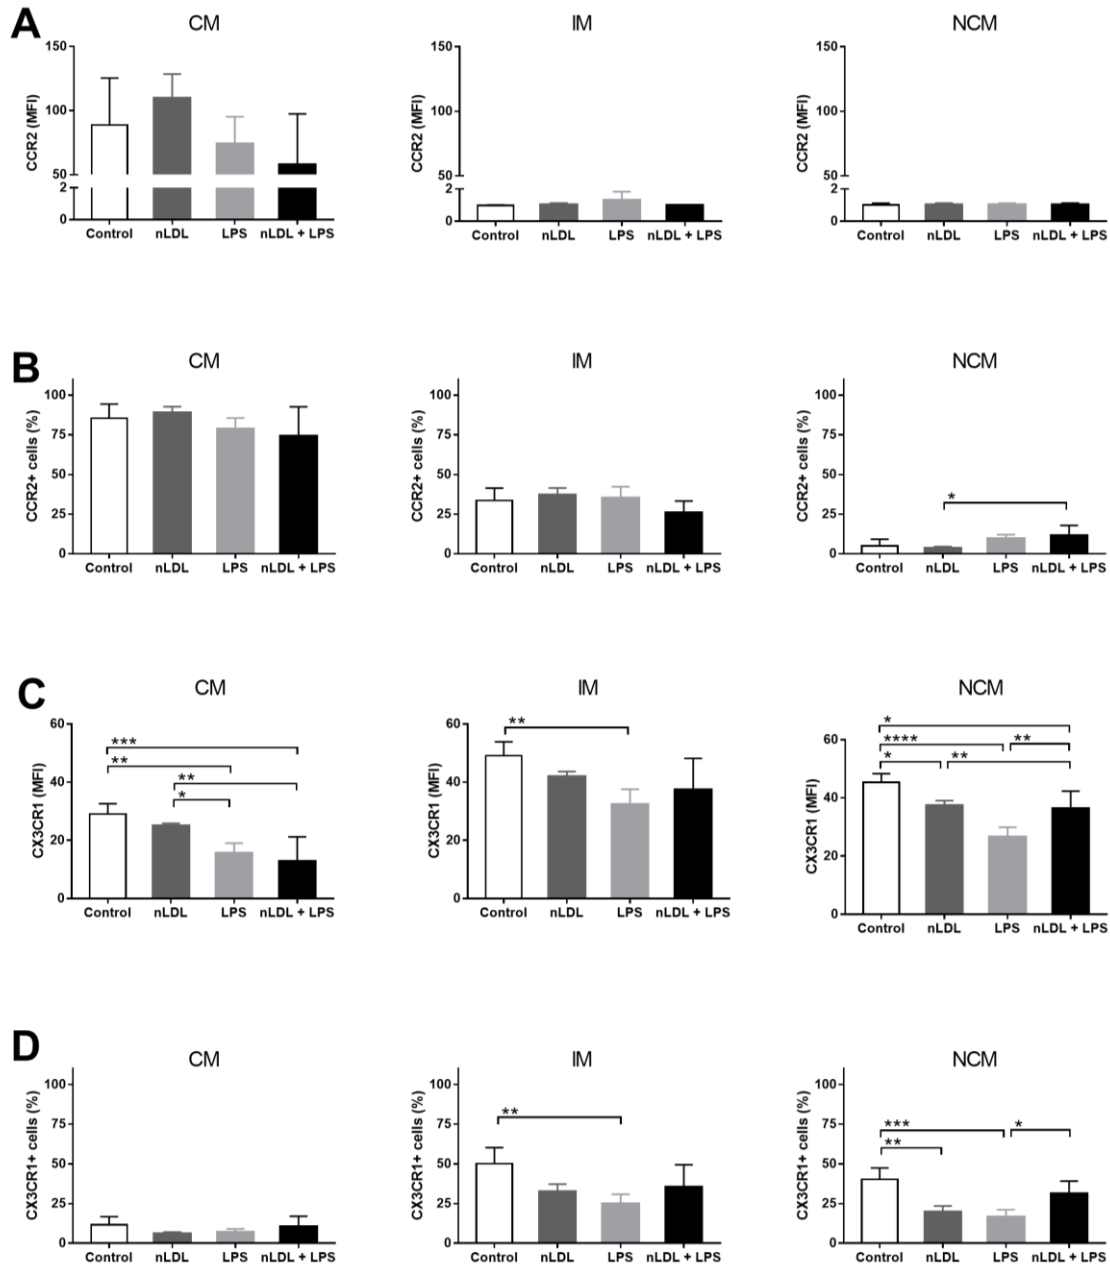 A
CM
IM
NCM
CCR2 (MFI)
150
100
50
2
0
Control nLDL LPS nLDL + LPS
CCR2 (MFI)
150
100
50
2
0
Control nLDL LPS nLDL + LPS
CCR2 (MFI)
150
100
50
2
0
Control nLDL LPS nLDL + LPS
B
CM
IM
NCM
CCR2+ cells (%)
100
75
50
25
0
Control nLDL LPS nLDL + LPS
CCR2+ cells (%)
100
75
50
25
0
Control nLDL LPS nLDL + LPS
CCR2+ cells (%)
100
75
50
25
0
*
Control nLDL LPS nLDL + LPS
C
CM
IM
NCM
CX3CR1 (MFI)
60
40
20
0
***
**
**
*
Control nLDL LPS nLDL + LPS
CX3CR1 (MFI)
60
40
20
0
**
Control nLDL LPS nLDL + LPS
CX3CR1 (MFI)
60
40
20
0
*
**** **
* **
Control nLDL LPS nLDL + LPS
D
CM
IM
NCM
CX3CR1+ cells (%)
100
75
50
25
0
Control nLDL LPS nLDL + LPS
CX3CR1+ cells (%)
100
75
50
25
0
**
Control nLDL LPS nLDL + LPS
CX3CR1+ cells (%)
100
75
50
25
0
*** *
**
Control nLDL LPS nLDL + LPS